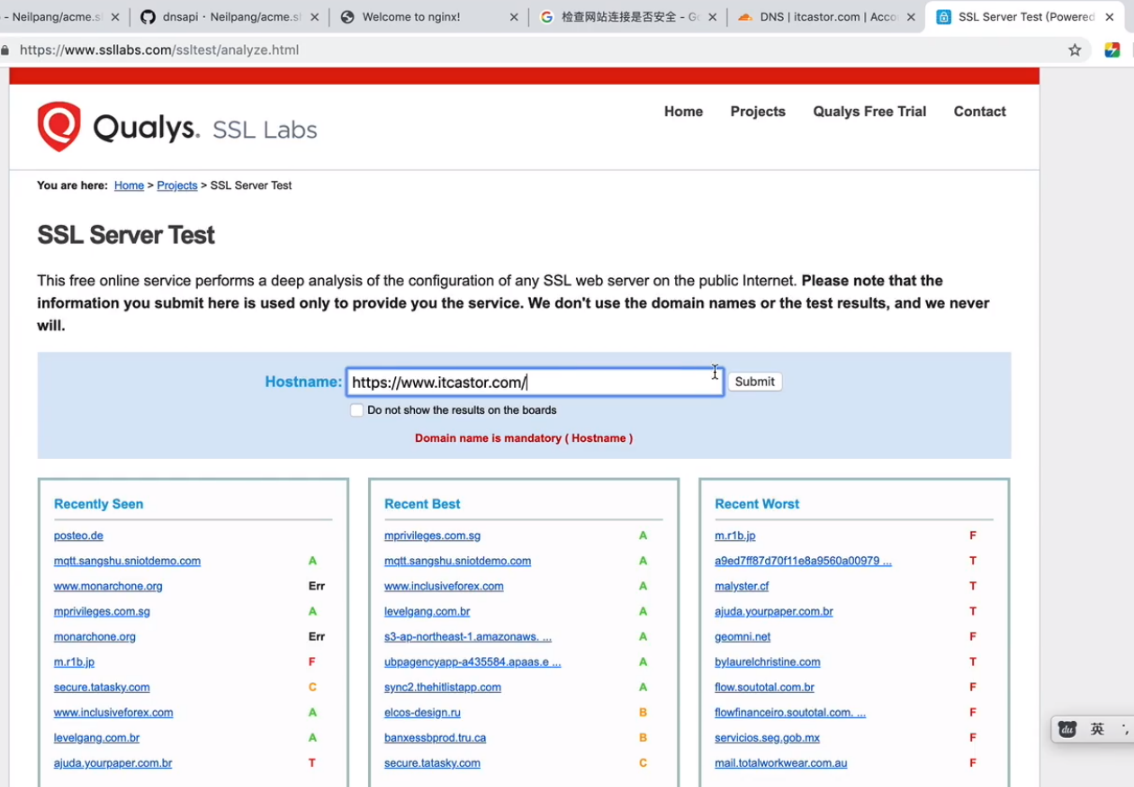 - Neilpang/acme.s
dnsapi · Neilpang/acme.s
Welcome to nginx!
检查网站连接是否安全 - G
DNS | itcastor.com | Acco
SSL Server Test (Powered
https://www.ssllabs.com/ssltest/analyze.html
Qualys. SSL Labs
Home Projects Qualys Free Trial Contact
You are here: Home > Projects > SSL Server Test
SSL Server Test
This free online service performs a deep analysis of the configuration of any SSL web server on the public Internet. Please note that the
information you submit here is used only to provide you the service. We don't use the domain names or the test results, and we never
will.
Hostname: https://www.itcastor.com/ Submit
Do not show the results on the boards
Domain name is mandatory ( Hostname )
Recently Seen
posteo.de
mqtt.sangshu.sniotdemo.com A
www.monarchone.org Err
mprivileges.com.sg A
monarchone.org Err
m.r1b.jp F
secure.tatasky.com C
www.inclusiveforex.com A
levelgang.com.br A
ajuda.yourpaper.com.br T
Recent Best
mprivileges.com.sg A
mqtt.sangshu.sniotdemo.com A
www.inclusiveforex.com A
levelgang.com.br A
s3-ap-northeast-1.amazonaws. ... A
ubpagencyapp-a435584.apaas.e ... A
sync2.thehitlistapp.com A
elcos-design.ru B
banxessbprod.tru.ca B
secure.tatasky.com C
Recent Worst
m.r1b.jp F
a9ed7ff87d70f11e8a9560a00979 ... T
malyster.cf T
ajuda.yourpaper.com.br T
geomni.net F
bylaurelchristine.com T
flow.soutotal.com.br F
flowfinanceiro.soutotal.com. ... F
servicios.seg.gob.mx F
mail.totalworkwear.com.au F
du 英